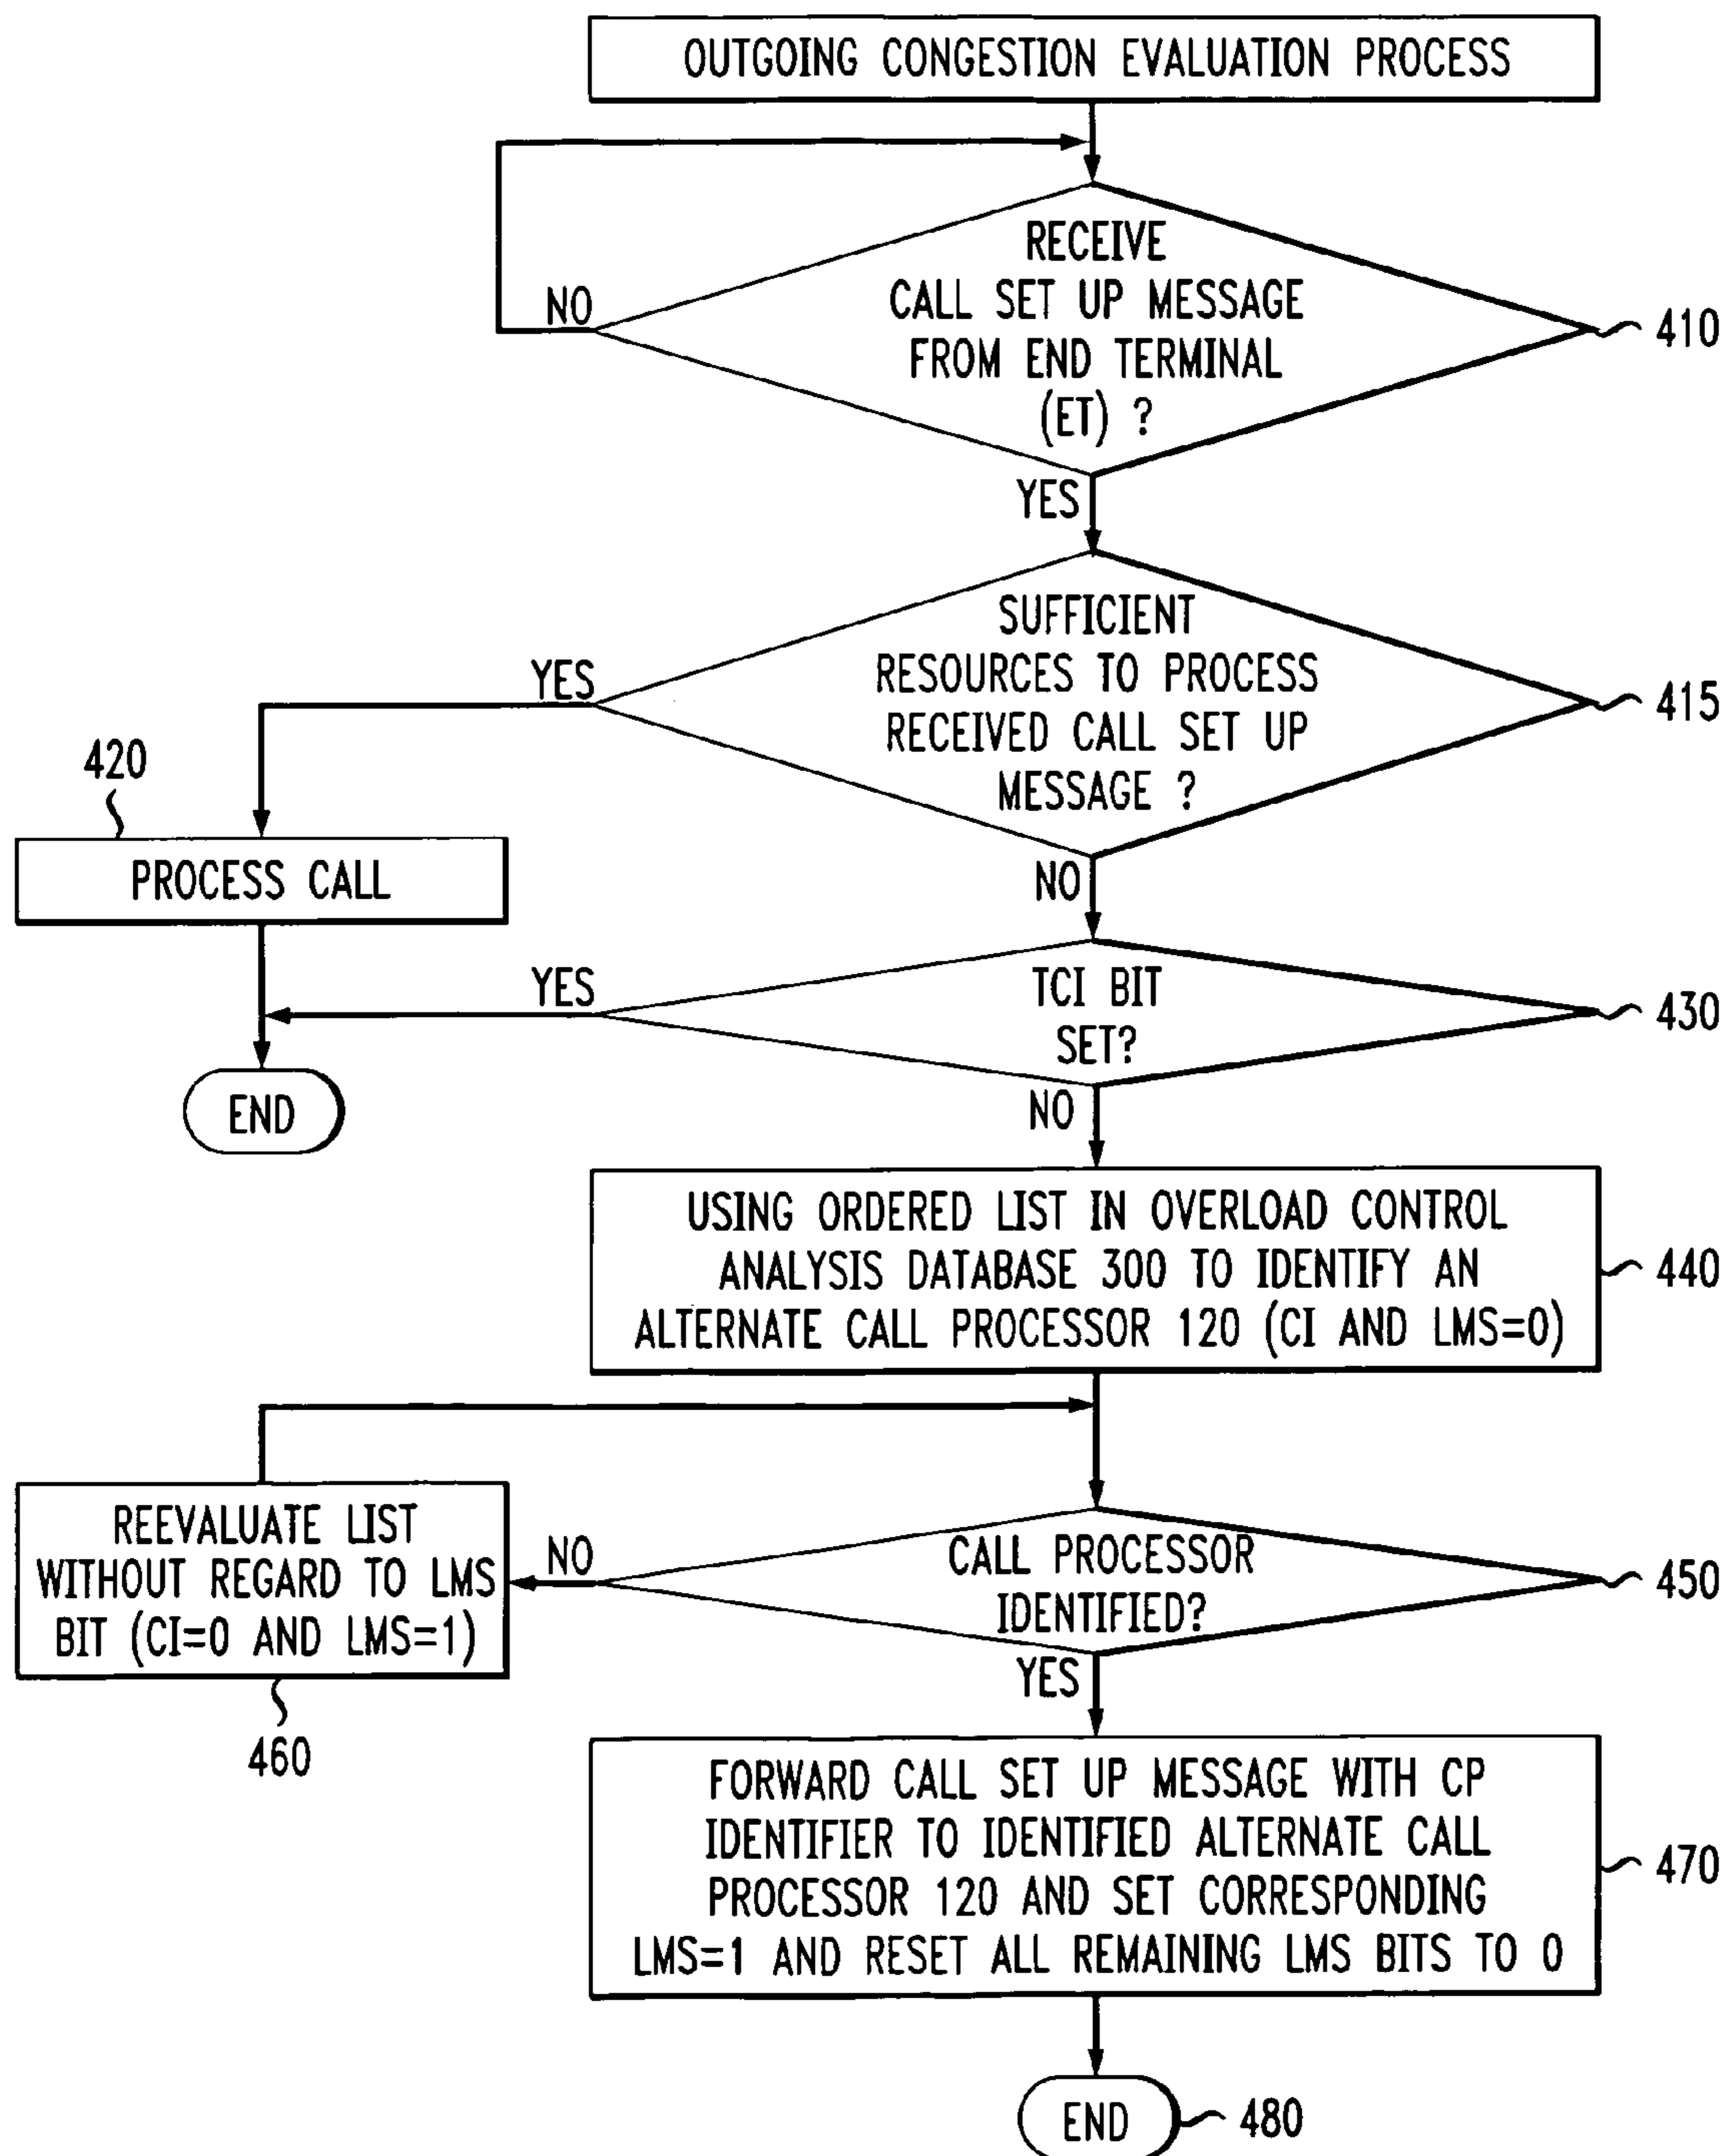 OUTGOING CONGESTION EVALUATION PROCESS
RECEIVE
CALL SET UP MESSAGE
FROM END TERMINAL
(ET) ?
NO
410
YES
SUFFICIENT
RESOURCES TO PROCESS
RECEIVED CALL SET UP
MESSAGE ?
YES
415
420
PROCESS CALL
NO
TCI BIT
SET?
YES
430
END
NO
USING ORDERED LIST IN OVERLOAD CONTROL
ANALYSIS DATABASE 300 TO IDENTIFY AN
ALTERNATE CALL PROCESSOR 120 (CI AND LMS=0)
440
REEVALUATE LIST
WITHOUT REGARD TO LMS
BIT (CI=0 AND LMS=1)
460
NO
CALL PROCESSOR
IDENTIFIED?
450
YES
FORWARD CALL SET UP MESSAGE WITH CP
IDENTIFIER TO IDENTIFIED ALTERNATE CALL
PROCESSOR 120 AND SET CORRESPONDING
LMS=1 AND RESET ALL REMAINING LMS BITS TO 0
470
END
480